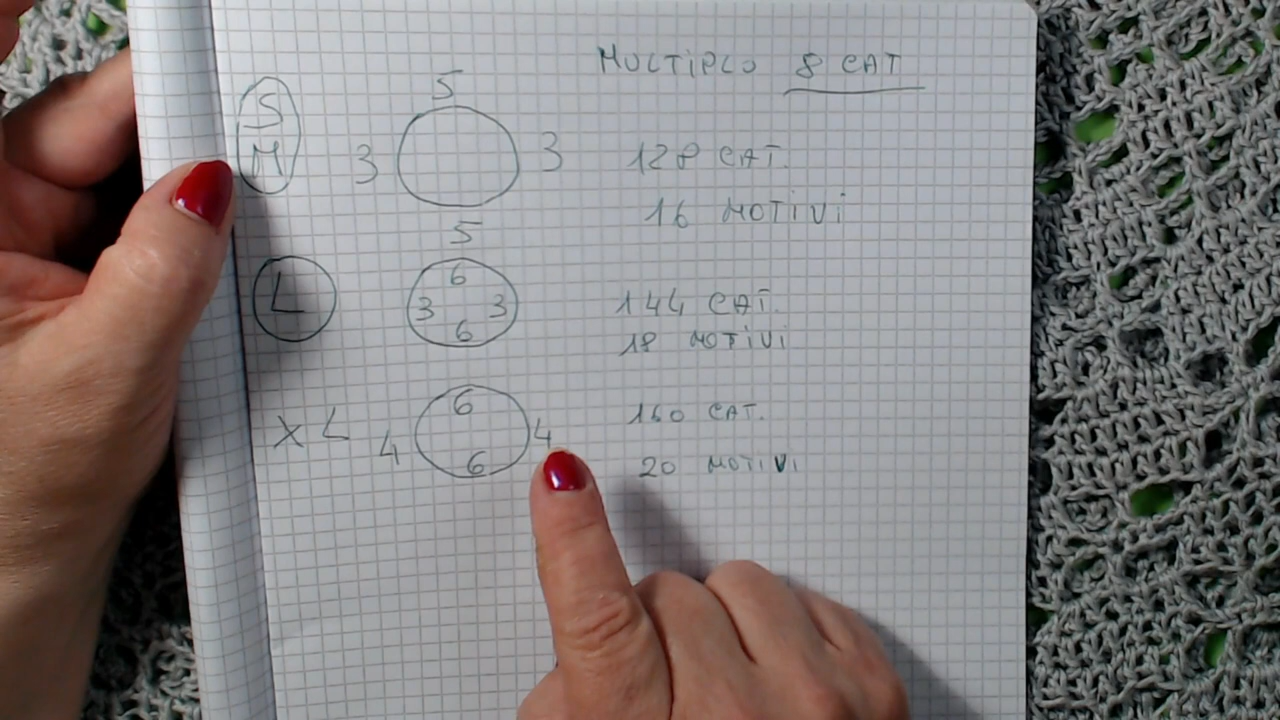 MULTIPLO 8 CAT
S
M
5
3 3
5
128 CAT.
16 MOTIVI
L
6
3 3
6
144 CAT.
18 MOTIVI
XL
6
4 4
6
160 CAT.
20 MOTIVI